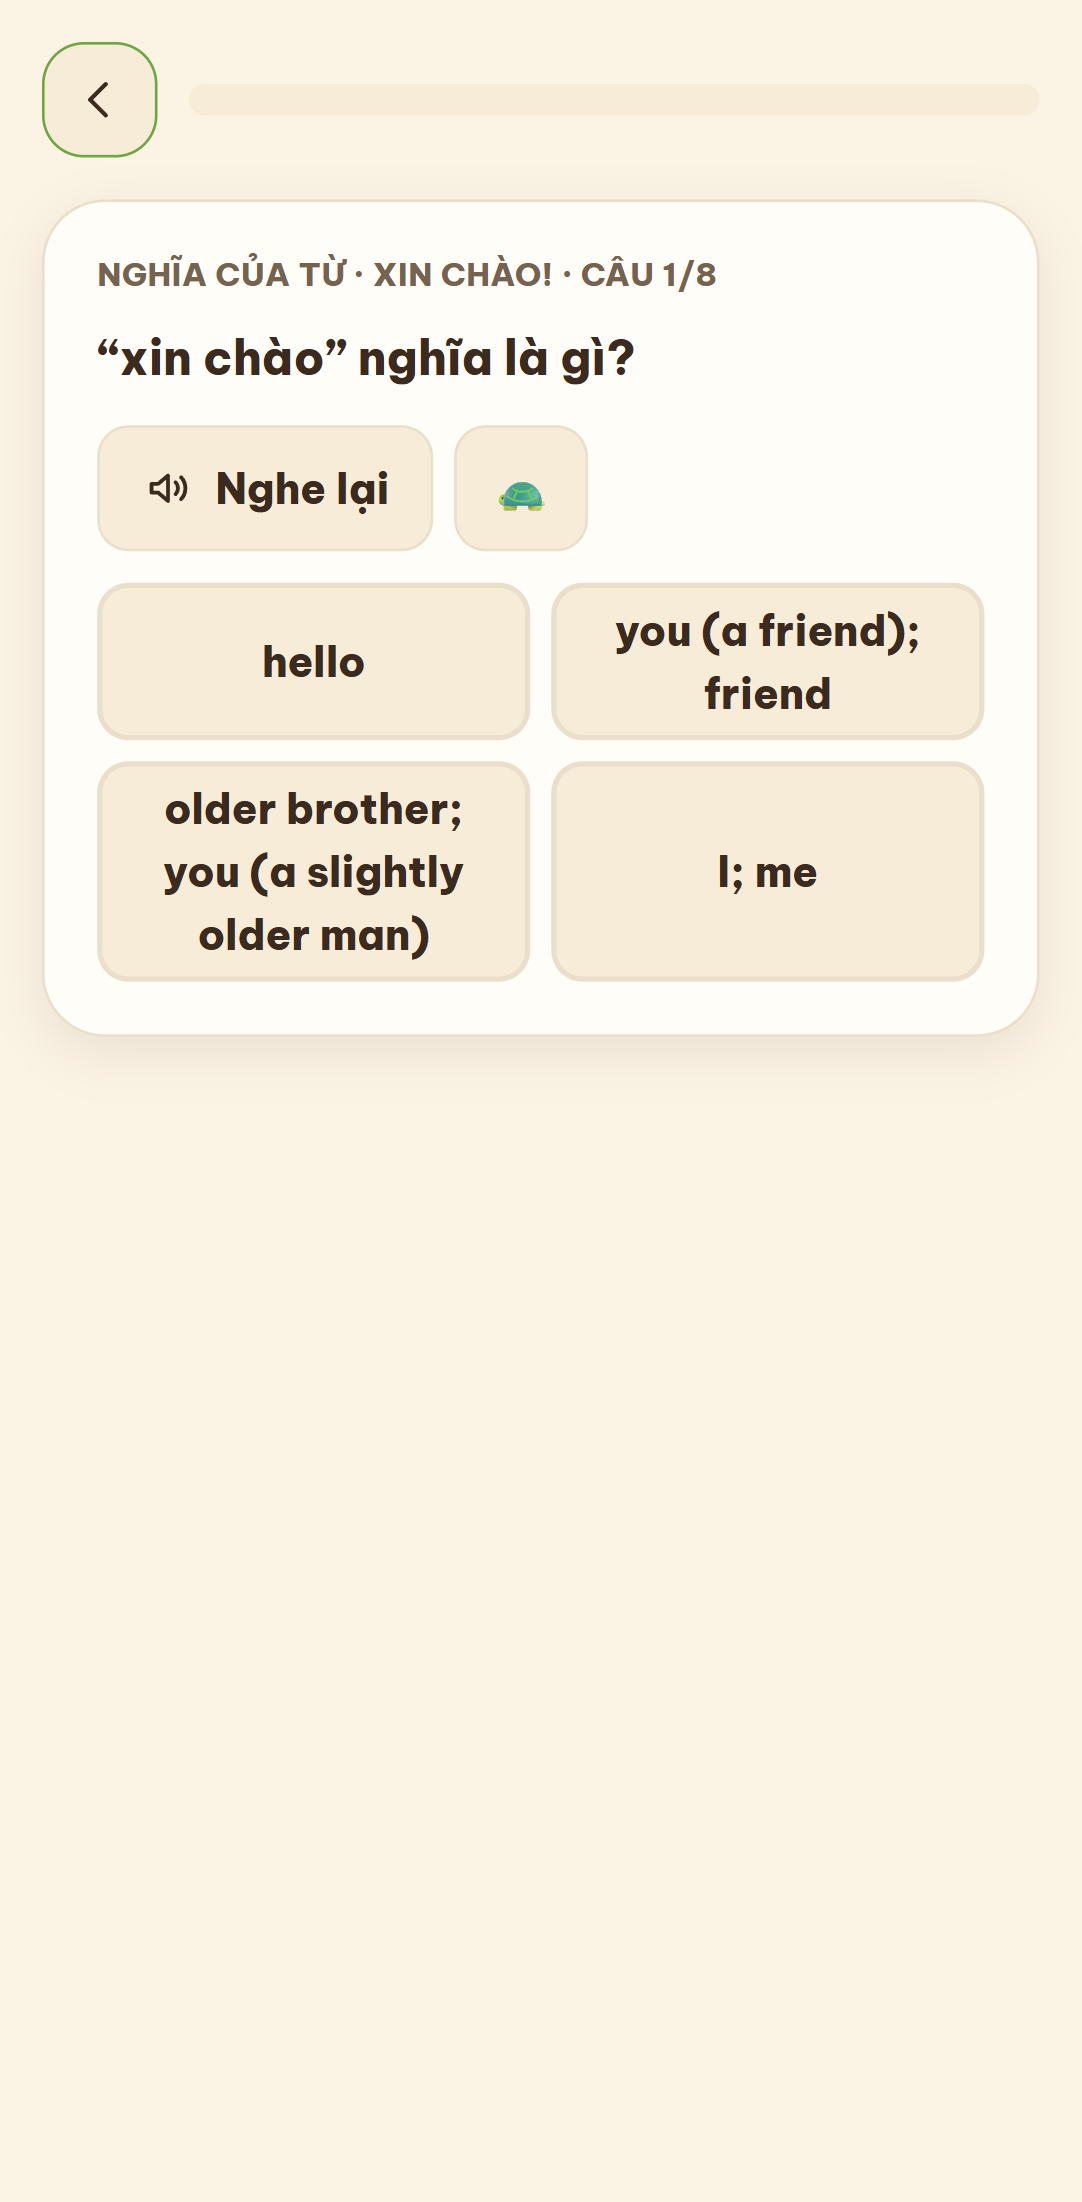 NGHĨA CỦA TỪ · XIN CHÀO! · CÂU 1/8
“xin chào” nghĩa là gì?
Nghe lại
hello
you (a friend);
friend
older brother;
you (a slightly
older man)
I; me